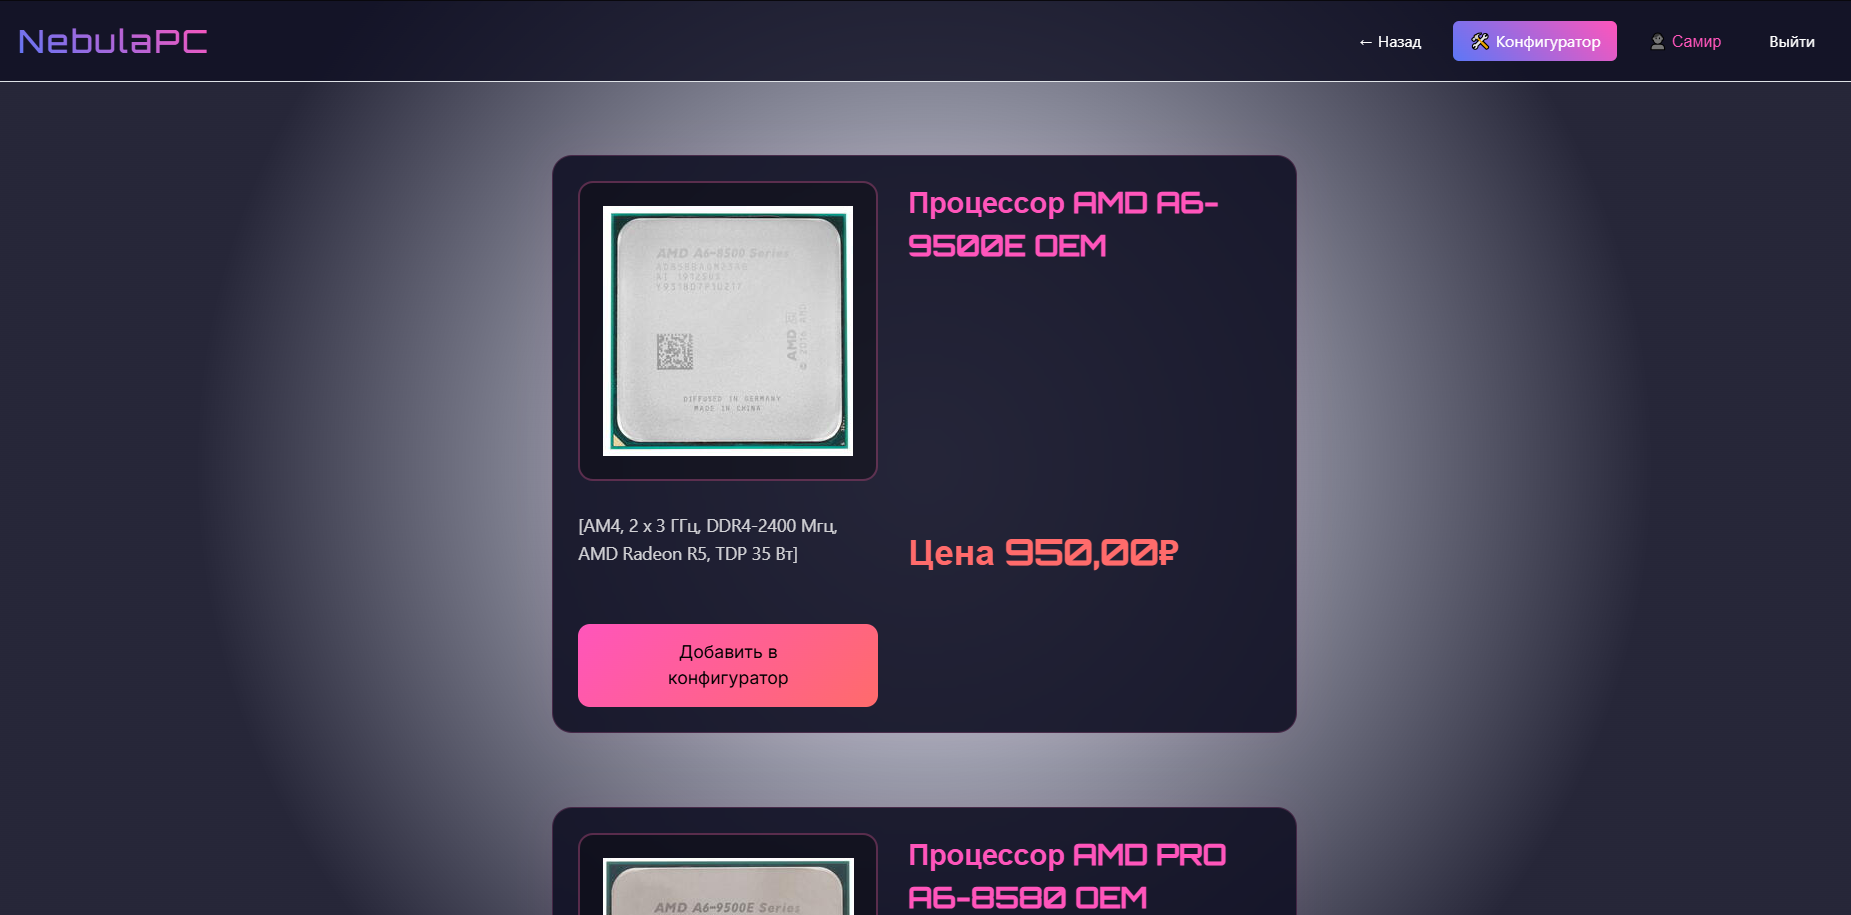 NebulaPC
← Назад
Конфигуратор
Самир
Выйти
Процессор AMD A6-
9500E OEM
AMD A6-8500 Series
DIFFUSED IN GERMANY
MADE IN CHINA
AMD
© 2016 AMD
[AM4, 2 x 3 ГГц, DDR4-2400 Мгц,
AMD Radeon R5, TDP 35 Вт]
Цена 950,00₽
Добавить в
конфигуратор
Процессор AMD PRO
A6-8580 OEM
AMD A6-9500E Series